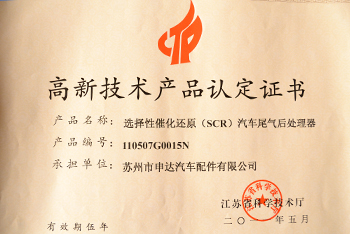 高新技术产品认定证书
产品名称：选择性催化还原（SCR）汽车尾气后处理器
产品编号：110507G0015N
承担单位：苏州市申达汽车配件有限公司
江苏省科学技术厅
二〇一 年五月
有效期伍年